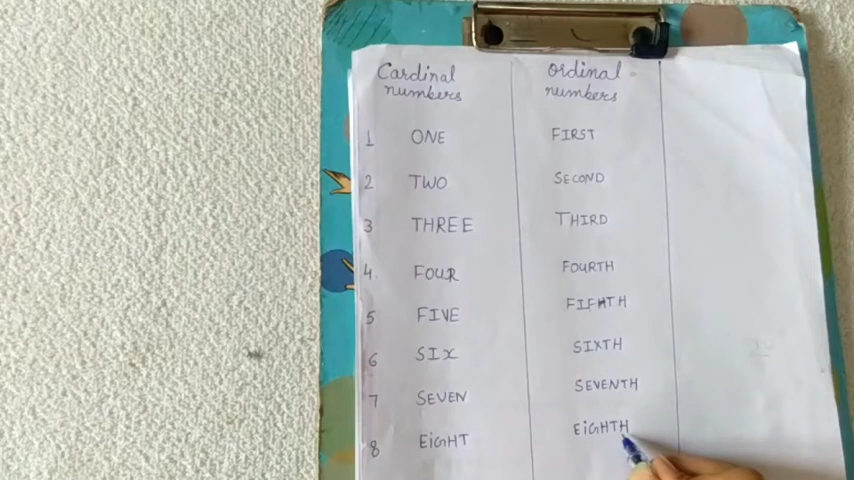 Cardinal numbers Ordinal numbers
1 ONE FIRST
2 TWO SECOND
3 THREE THIRD
4 FOUR FOURTH
5 FIVE FIFTH
6 SIX SIXTH
7 SEVEN SEVENTH
8 EiGHT EiGHTH